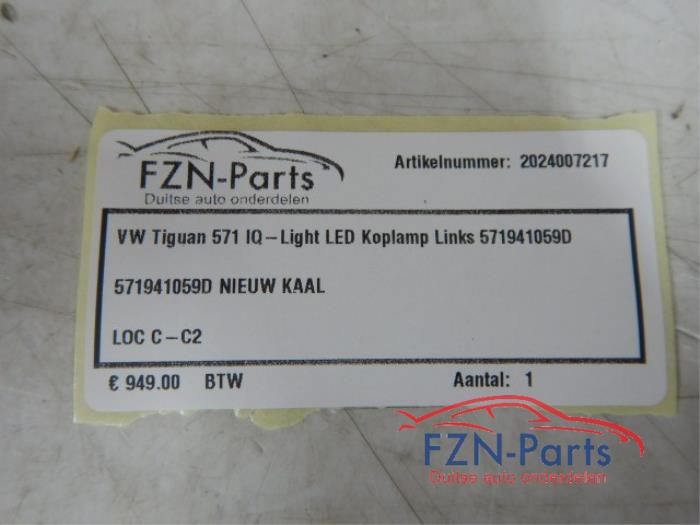 FZN-Parts
Duitse auto onderdelen
Artikelnummer: 2024007217
VW Tiguan 571 IQ-Light LED Koplamp Links 571941059D
571941059D NIEUW KAAL
LOC C-C2
€ 949.00 BTW
Aantal: 1
FZN-Parts
Duitse auto onderdelen